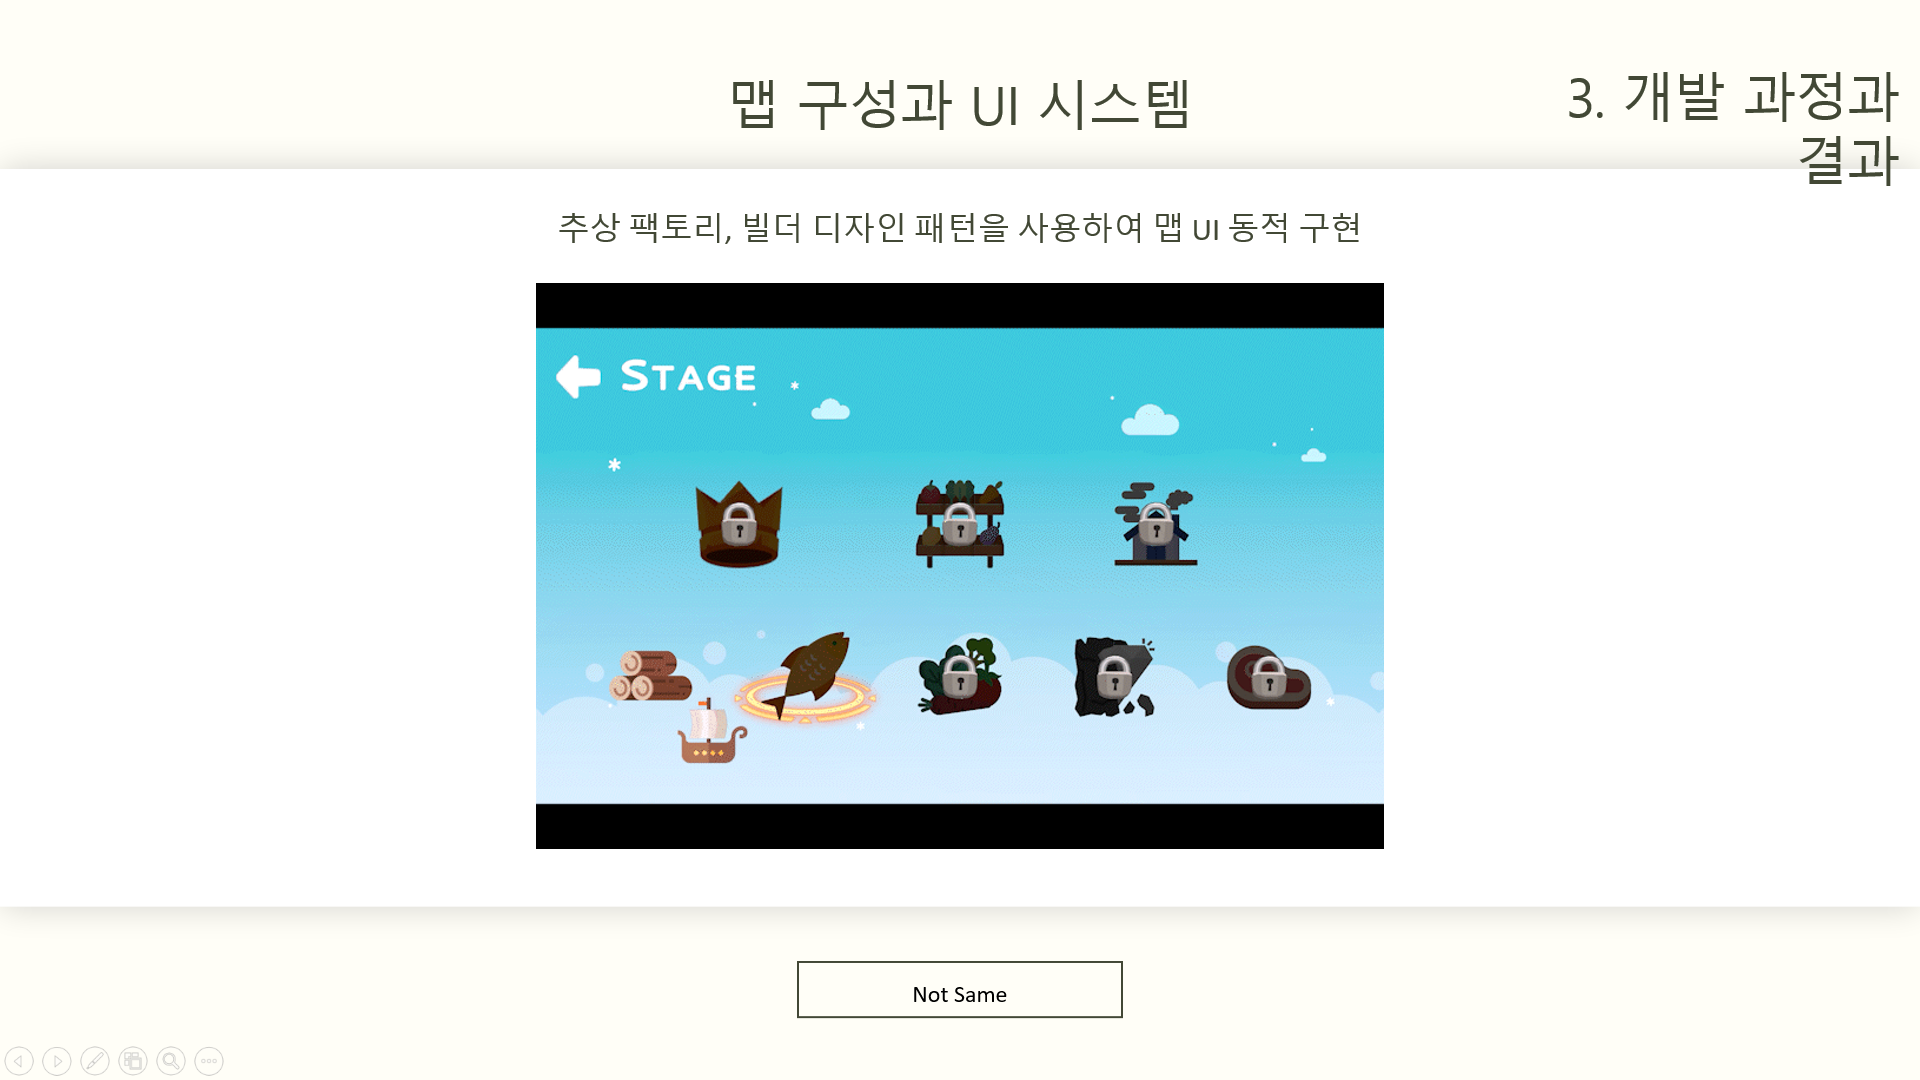 맵 구성과 UI 시스템
3. 개발 과정과
결과
추상 팩토리, 빌더 디자인 패턴을 사용하여 맵 UI 동적 구현
STAGE
Not Same